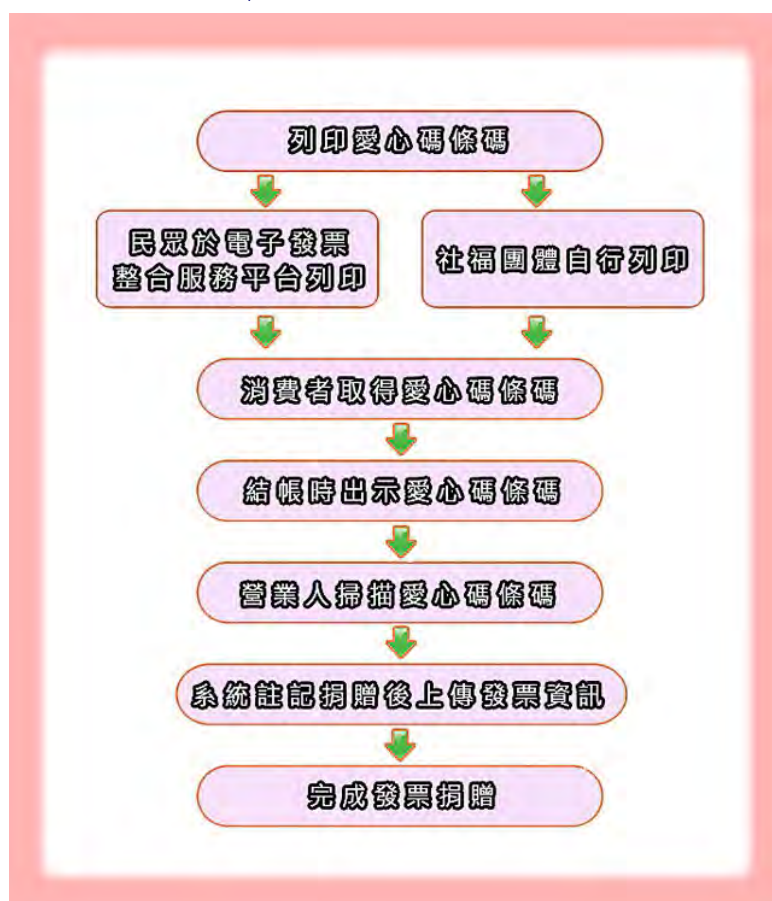 列印愛心碼條碼
民眾於電子發票
整合服務平台列印
社福團體自行列印
消費者取得愛心碼條碼
結帳時出示愛心碼條碼
營業人掃描愛心碼條碼
系統註記捐贈後上傳發票資訊
完成發票捐贈